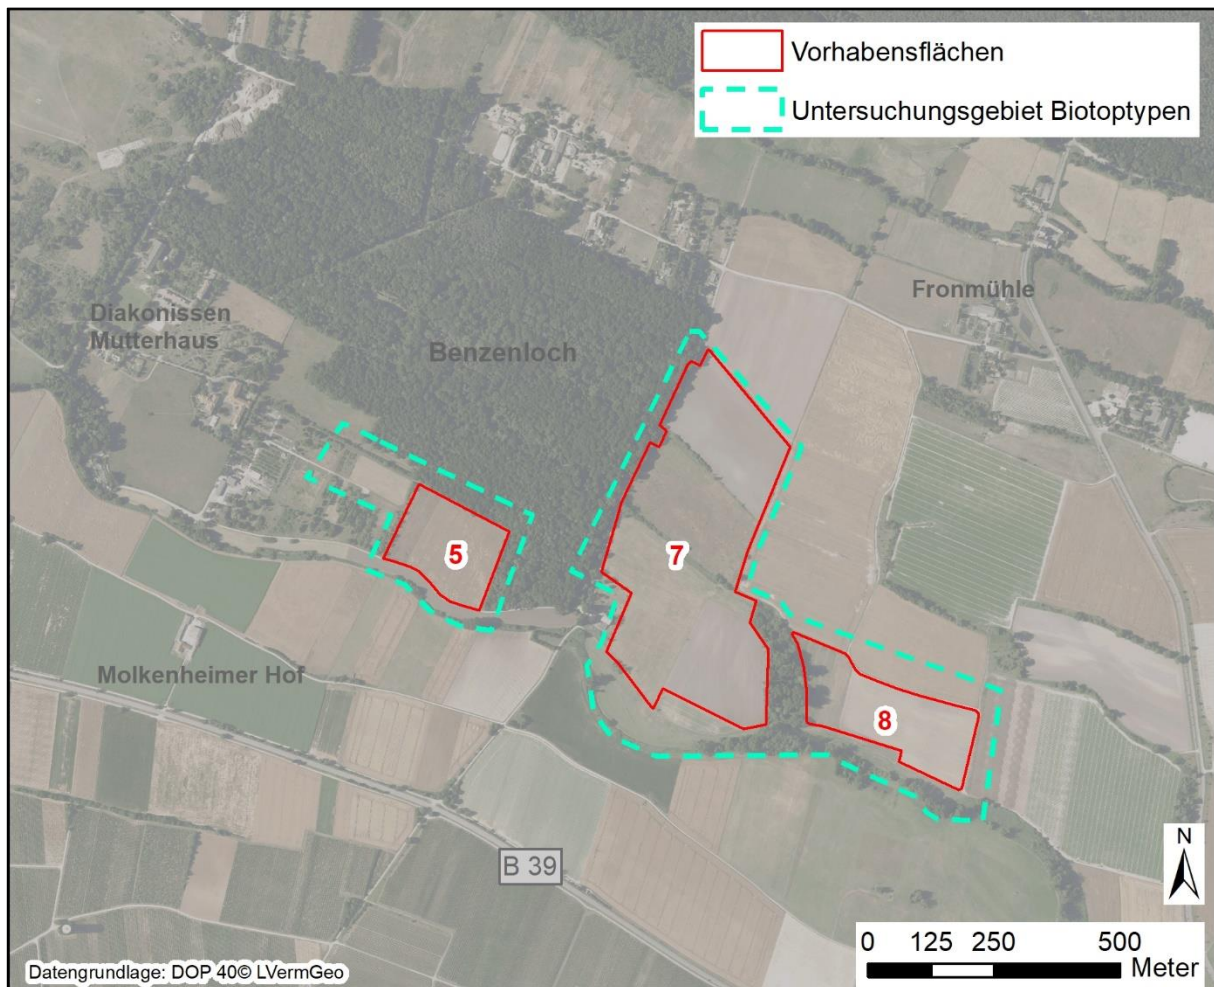 Vorhabensflächen
Untersuchungsgebiet Biotoptypen
Fronmühle
Diakonissen
Mutterhaus
Benzenloch
5
7
Molkenheimer Hof
8
B 39
N
0 125 250 500
Meter
Datengrundlage: DOP 40© LVermGeo